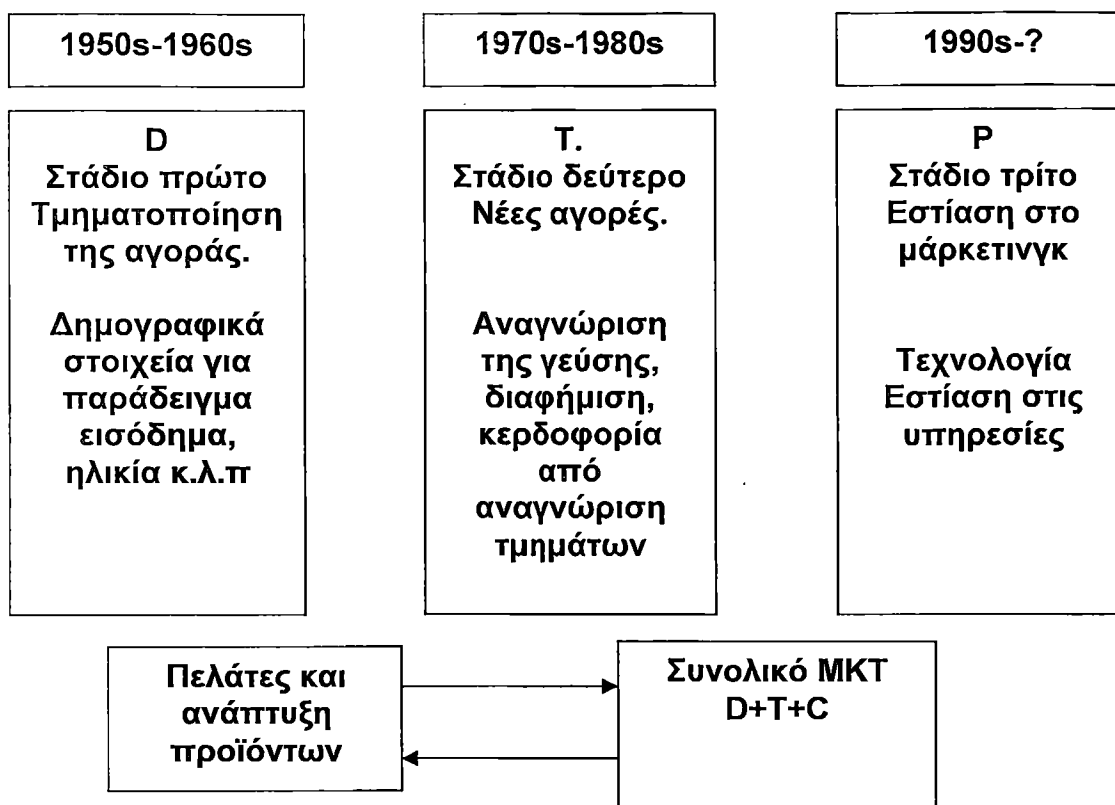 1950s-1960s
1970s-1980s
1990s-?
D
Στάδιο πρώτο
Τμηματοποίηση
της αγοράς.
Δημογραφικά
στοιχεία για
παράδειγμα
εισόδημα,
ηλικία κ.λ.π
Τ.
Στάδιο δεύτερο
Νέες αγορές.
Αναγνώριση
της γεύσης,
διαφήμιση,
κερδοφορία
από
αναγνώριση
τμημάτων
P
Στάδιο τρίτο
Εστίαση στο
μάρκετινγκ
Τεχνολογία
Εστίαση στις
υπηρεσίες
Πελάτες και
ανάπτυξη
προϊόντων
Συνολικό ΜΚΤ
D+T+C